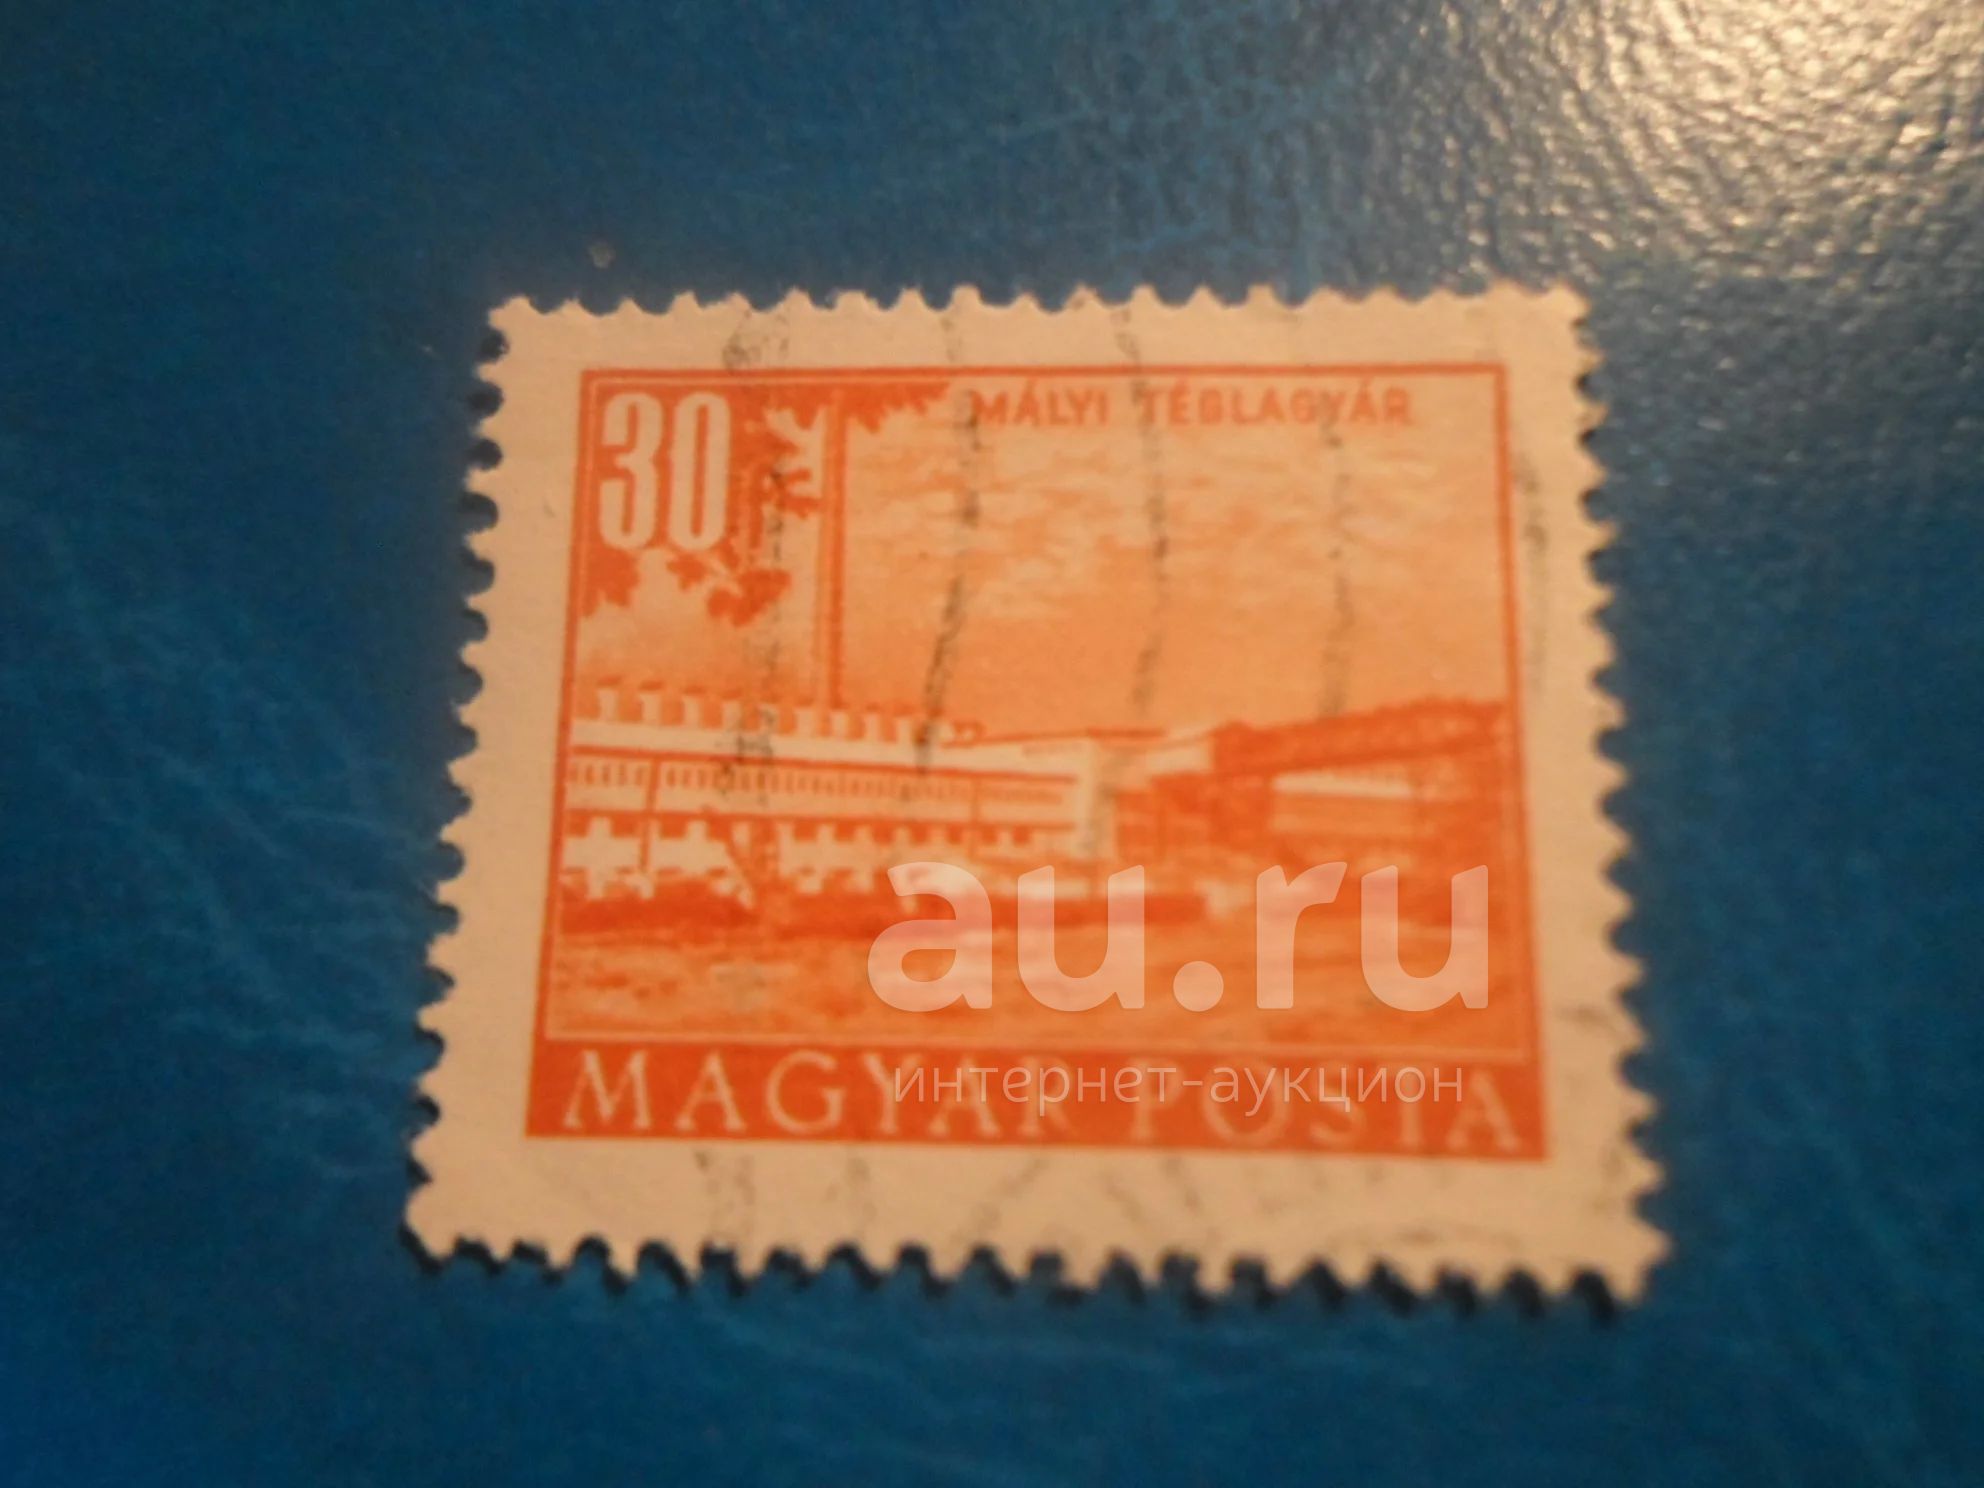 30
MÁLYI TÉGLAGYÁR
au.ru
интернет-аукцион
MAGYAR POSTA